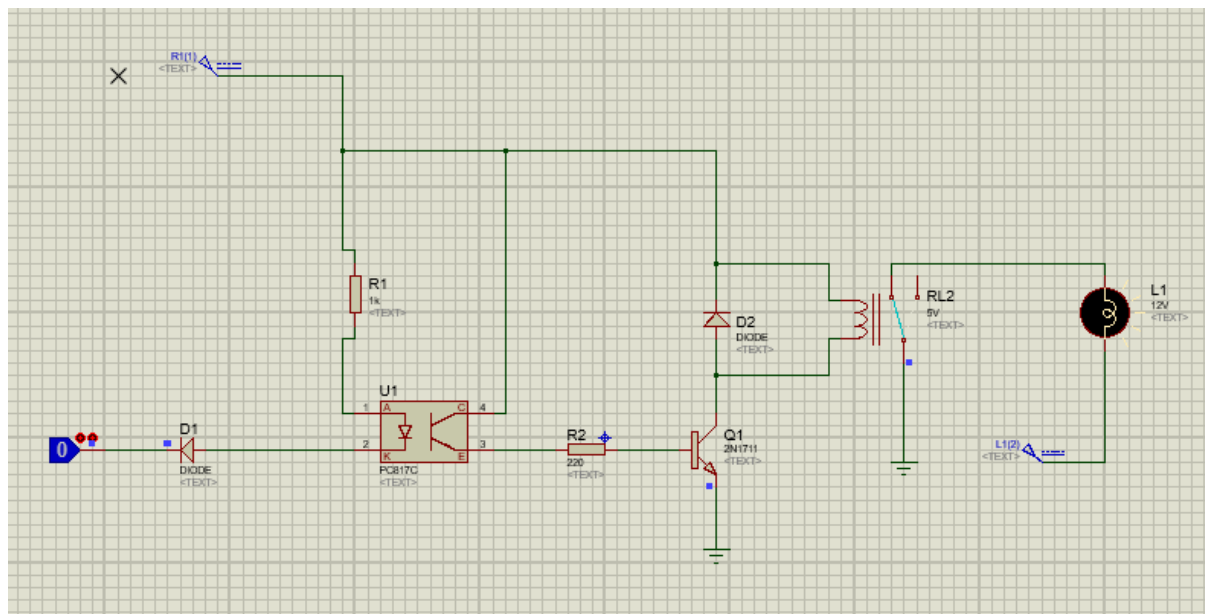 R1(1)
<TEXT>
R1
1k
<TEXT>
U1
1
A
C
4
2
K
E
3
PC817C
<TEXT>
0
D1
DIODE
<TEXT>
R2
220
<TEXT>
D2
DIODE
<TEXT>
Q1
2N1711
<TEXT>
RL2
5V
<TEXT>
L1
12V
<TEXT>
L1(2)
<TEXT>